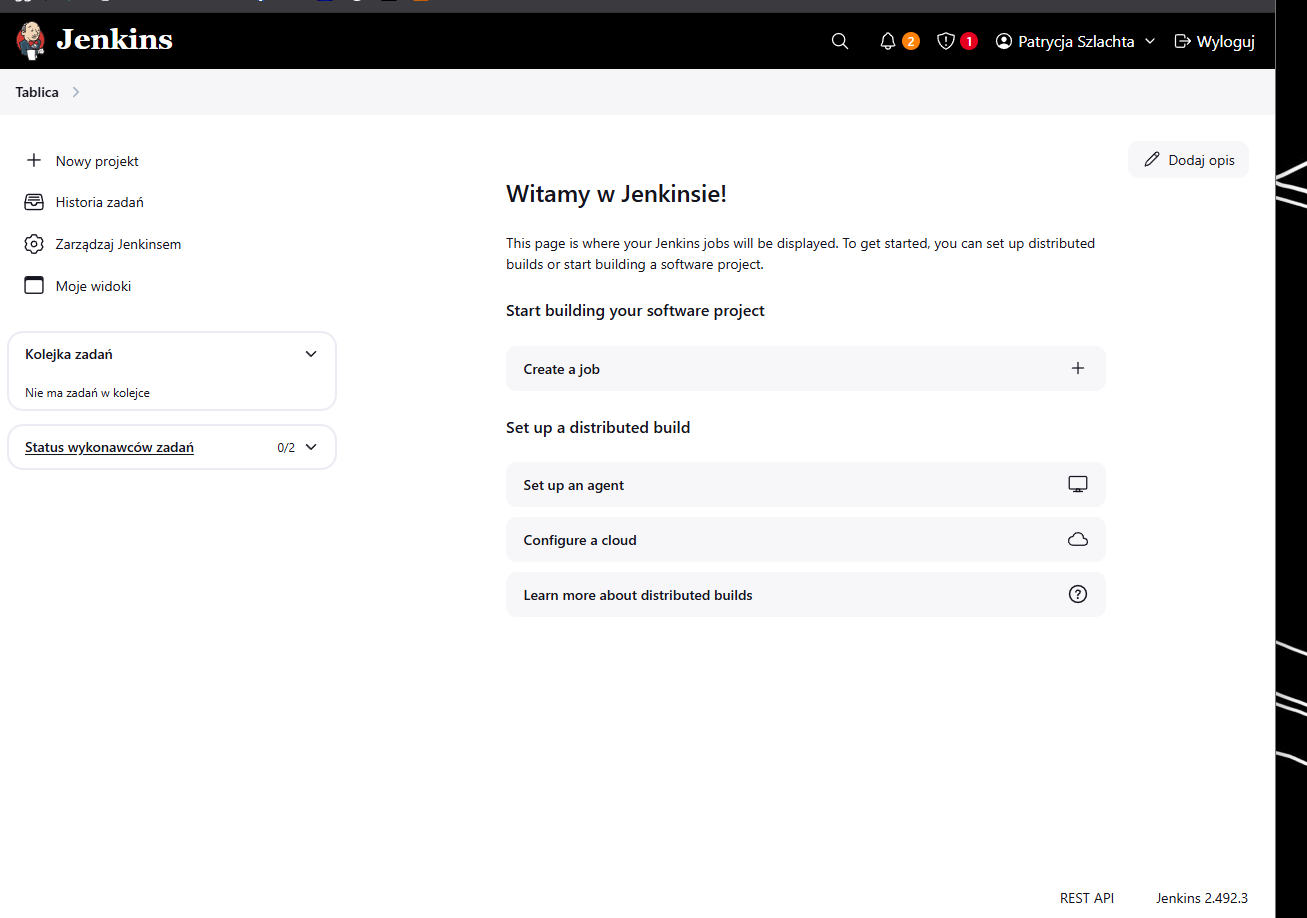 Jenkins
2
1
Patrycja Szlachta
Wyloguj
Tablica
Nowy projekt
Historia zadań
Zarządzaj Jenkinsem
Moje widoki
Kolejka zadań
Nie ma zadań w kolejce
Status wykonawców zadań
0/2
Dodaj opis
Witamy w Jenkinsie!
This page is where your Jenkins jobs will be displayed. To get started, you can set up distributed
builds or start building a software project.
Start building your software project
Create a job
Set up a distributed build
Set up an agent
Configure a cloud
Learn more about distributed builds
REST API
Jenkins 2.492.3